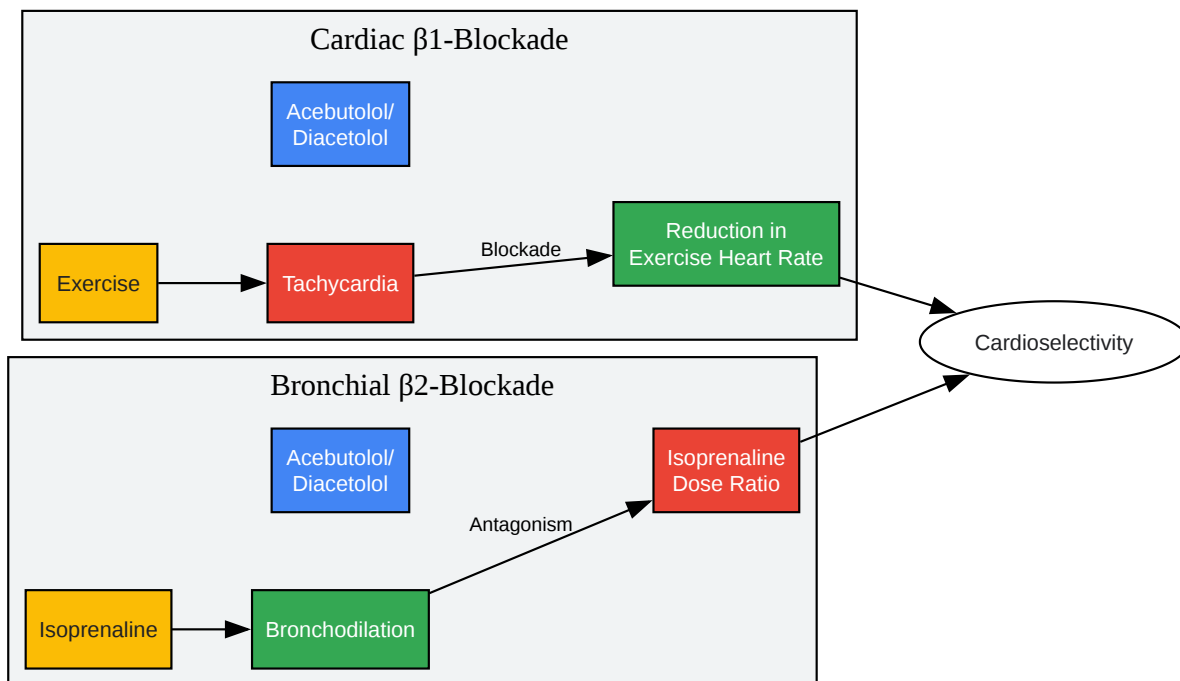 Cardiac β1-Blockade
Acebutolol/
Diacetolol
Exercise
Tachycardia
Blockade
Reduction in
Exercise Heart Rate
Cardioselectivity
Bronchial β2-Blockade
Acebutolol/
Diacetolol
Isoprenaline
Bronchodilation
Antagonism
Isoprenaline
Dose Ratio